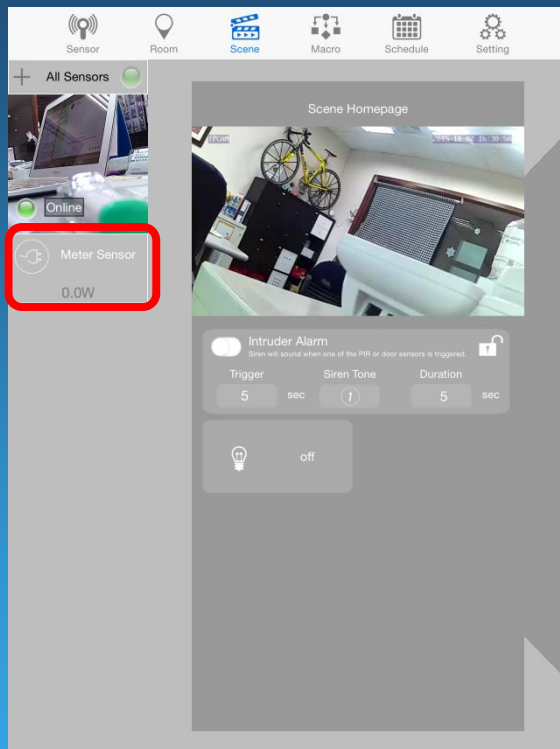 Sensor
Room
Scene
Macro
Schedule
Setting
All Sensors
Online
Meter Sensor
0.0W
Scene Homepage
IPCAM
Intruder Alarm
Siren will sound when one of the PIR or door sensors is triggered.
Trigger
Siren Tone
Duration
5
sec
1
5
sec
off